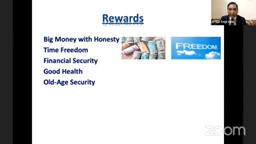 Rewards
Big Money with Honesty
Time Freedom
Financial Security
Good Health
Old-Age Security
FREEDOM
zoom